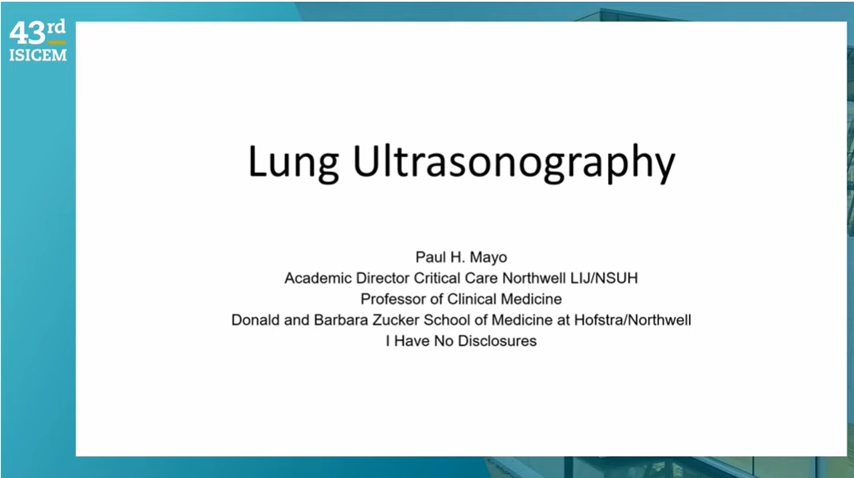 43rd
ISICEM
Lung Ultrasonography
Paul H. Mayo
Academic Director Critical Care Northwell LIJ/NSUH
Professor of Clinical Medicine
Donald and Barbara Zucker School of Medicine at Hofstra/Northwell
I Have No Disclosures